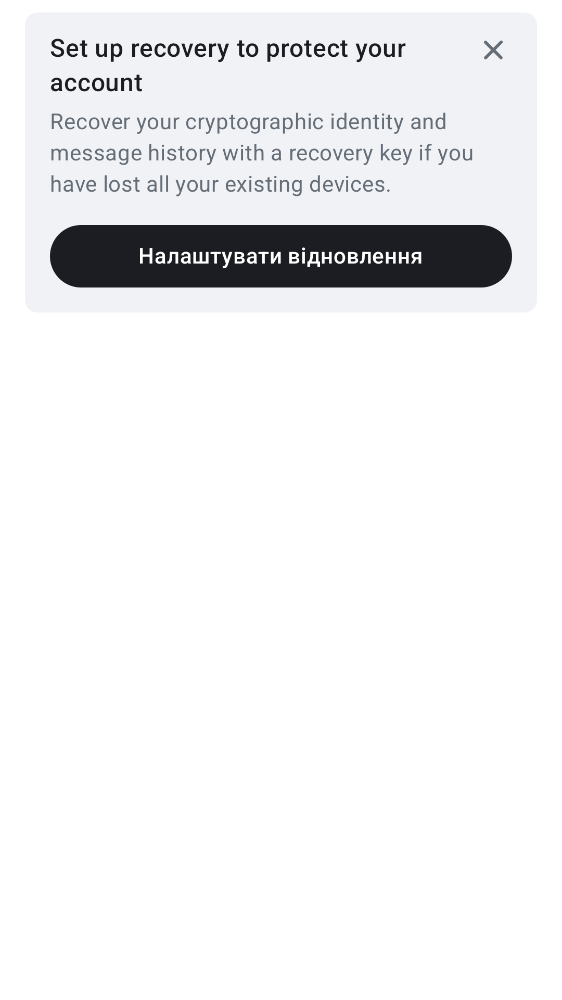 Set up recovery to protect your
account
Recover your cryptographic identity and
message history with a recovery key if you
have lost all your existing devices.
Налаштувати відновлення